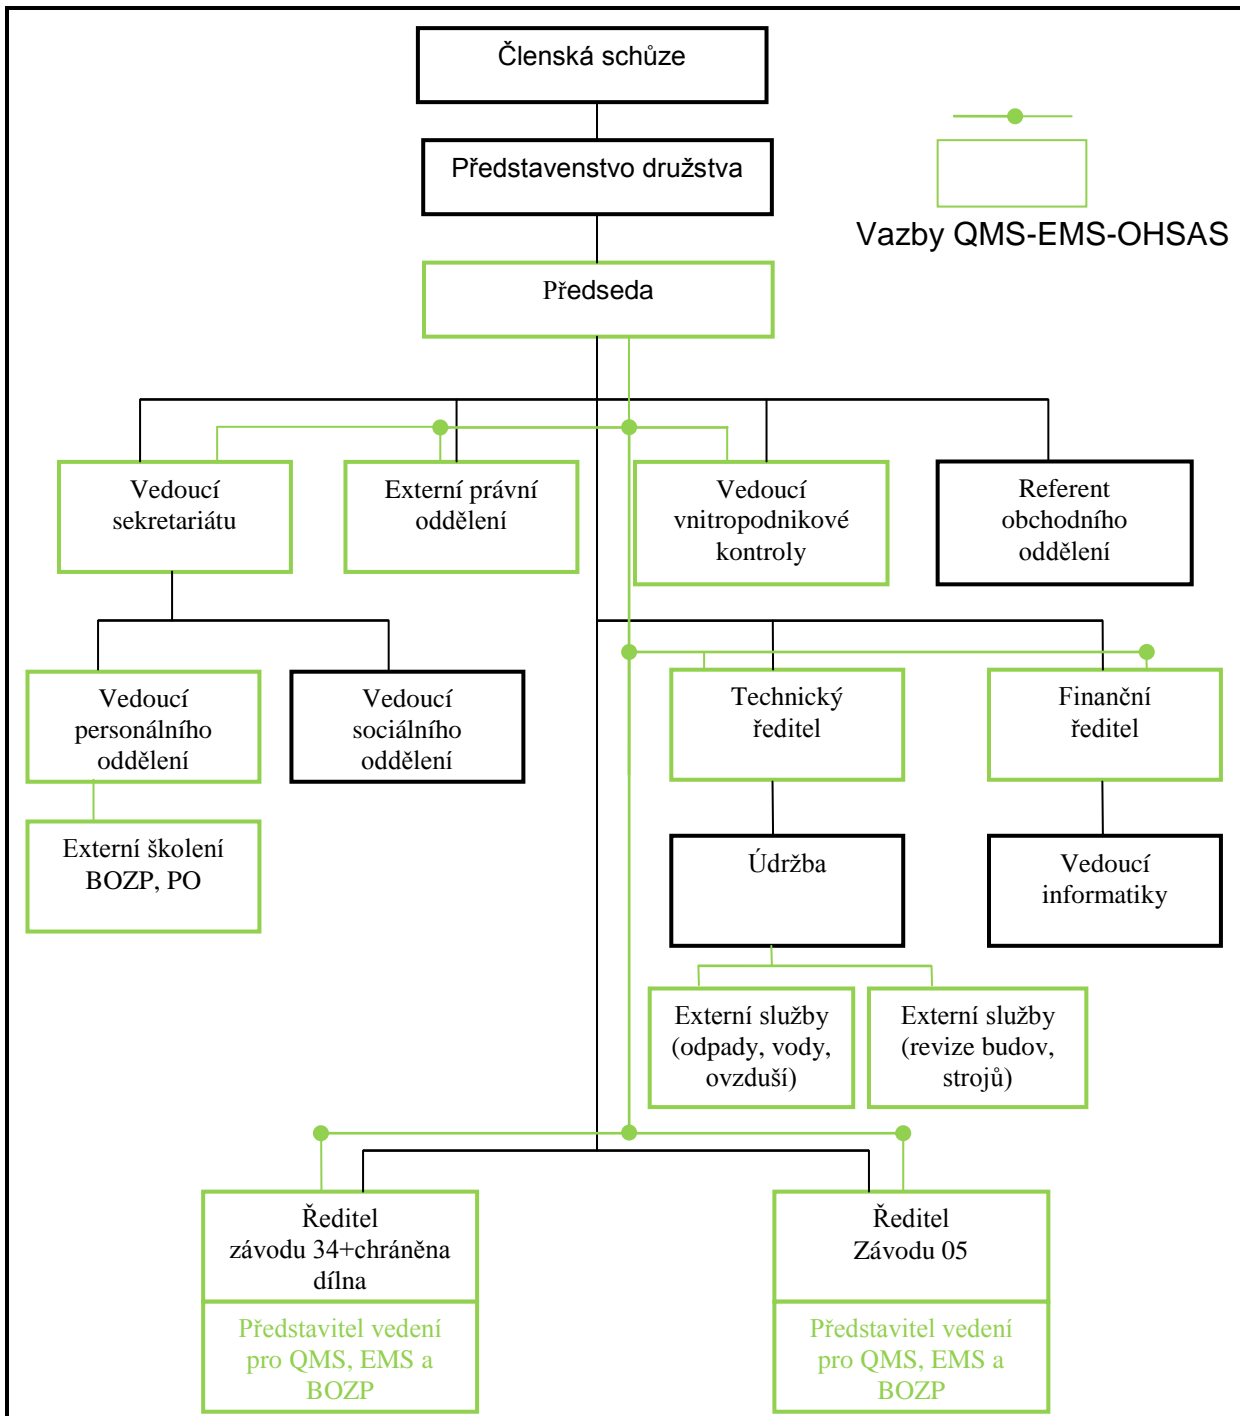 Členská schůze
Představenstvo družstva
Vazby QMS-EMS-OHSAS
Předseda
Vedoucí
sekretariátu
Externí právní
oddělení
Vedoucí
vnitropodnikové
kontroly
Referent
obchodního
oddělení
Vedoucí
personálního
oddělení
Vedoucí
sociálního
oddělení
Technický
ředitel
Finanční
ředitel
Externí školení
BOZP, PO
Údržba
Vedoucí
informatiky
Externí služby
(odpady, vody,
ovzduší)
Externí služby
(revize budov,
strojů)
Ředitel
závodu 34+chráněna
dílna
Představitel vedení
pro QMS, EMS a
BOZP
Ředitel
Závodu 05
Představitel vedení
pro QMS, EMS a
BOZP